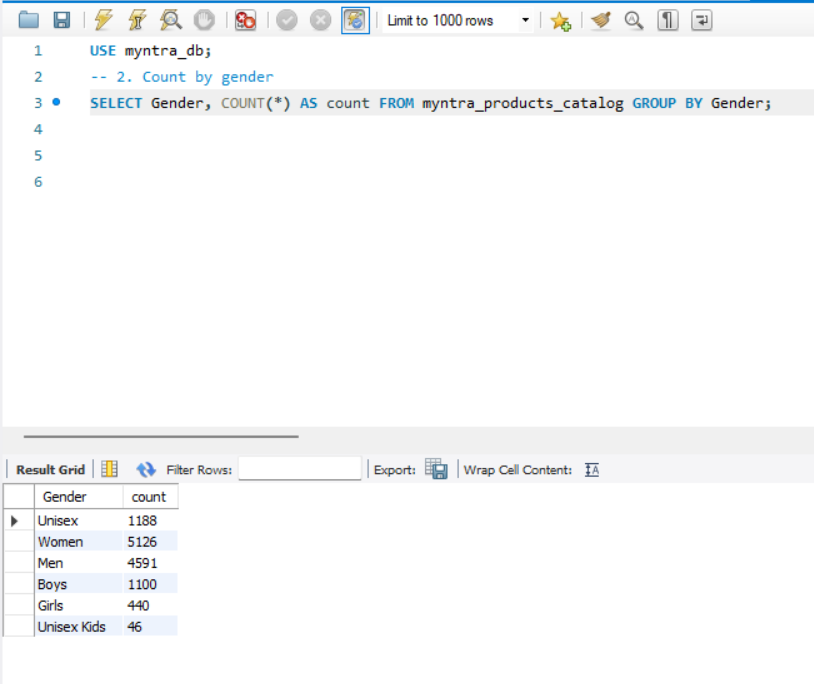 Limit to 1000 rows
1 USE myntra_db;
2 -- 2. Count by gender
3 SELECT Gender, COUNT(*) AS count FROM myntra_products_catalog GROUP BY Gender;
4
5
6
Result Grid Filter Rows: Export: Wrap Cell Content: IA
Gender count
Unisex 1188
Women 5126
Men 4591
Boys 1100
Girls 440
Unisex Kids 46